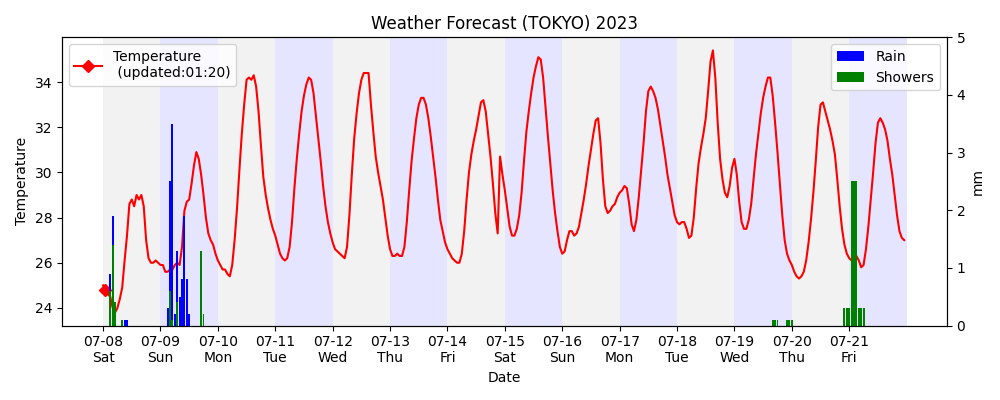 Weather Forecast (TOKYO) 2023
Temperature
(updated:01:20)
Rain
Showers
Temperature
34
32
30
28
26
24
5
4
3
2
1
0
mm
07-08 07-09 07-10 07-11 07-12 07-13 07-14 07-15 07-16 07-17 07-18 07-19 07-20 07-21
Sat Sun Mon Tue Wed Thu Fri Sat Sun Mon Tue Wed Thu Fri
Date